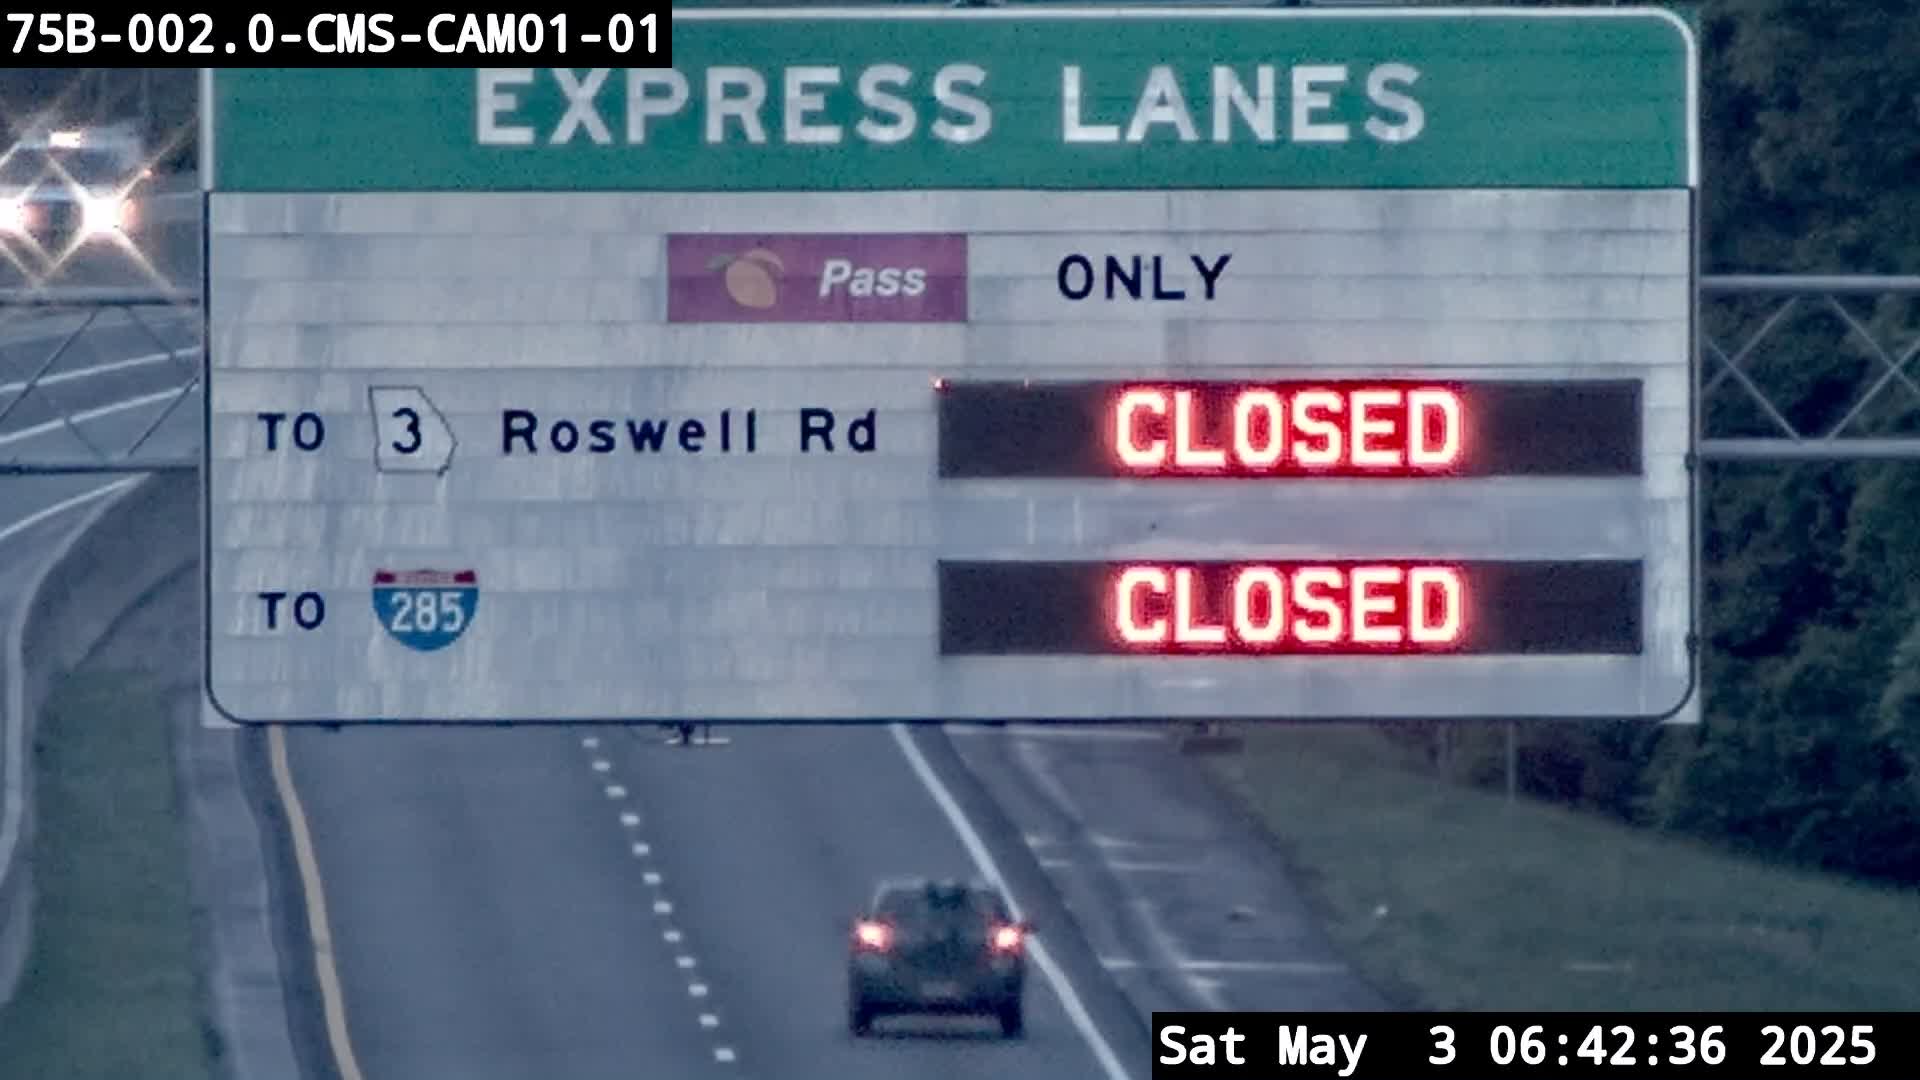 75B-002.0-CMS-CAM01-01
EXPRESS LANES
Pass ONLY
TO 3 Roswell Rd CLOSED
TO 285 CLOSED
Sat May 3 06:42:36 2025